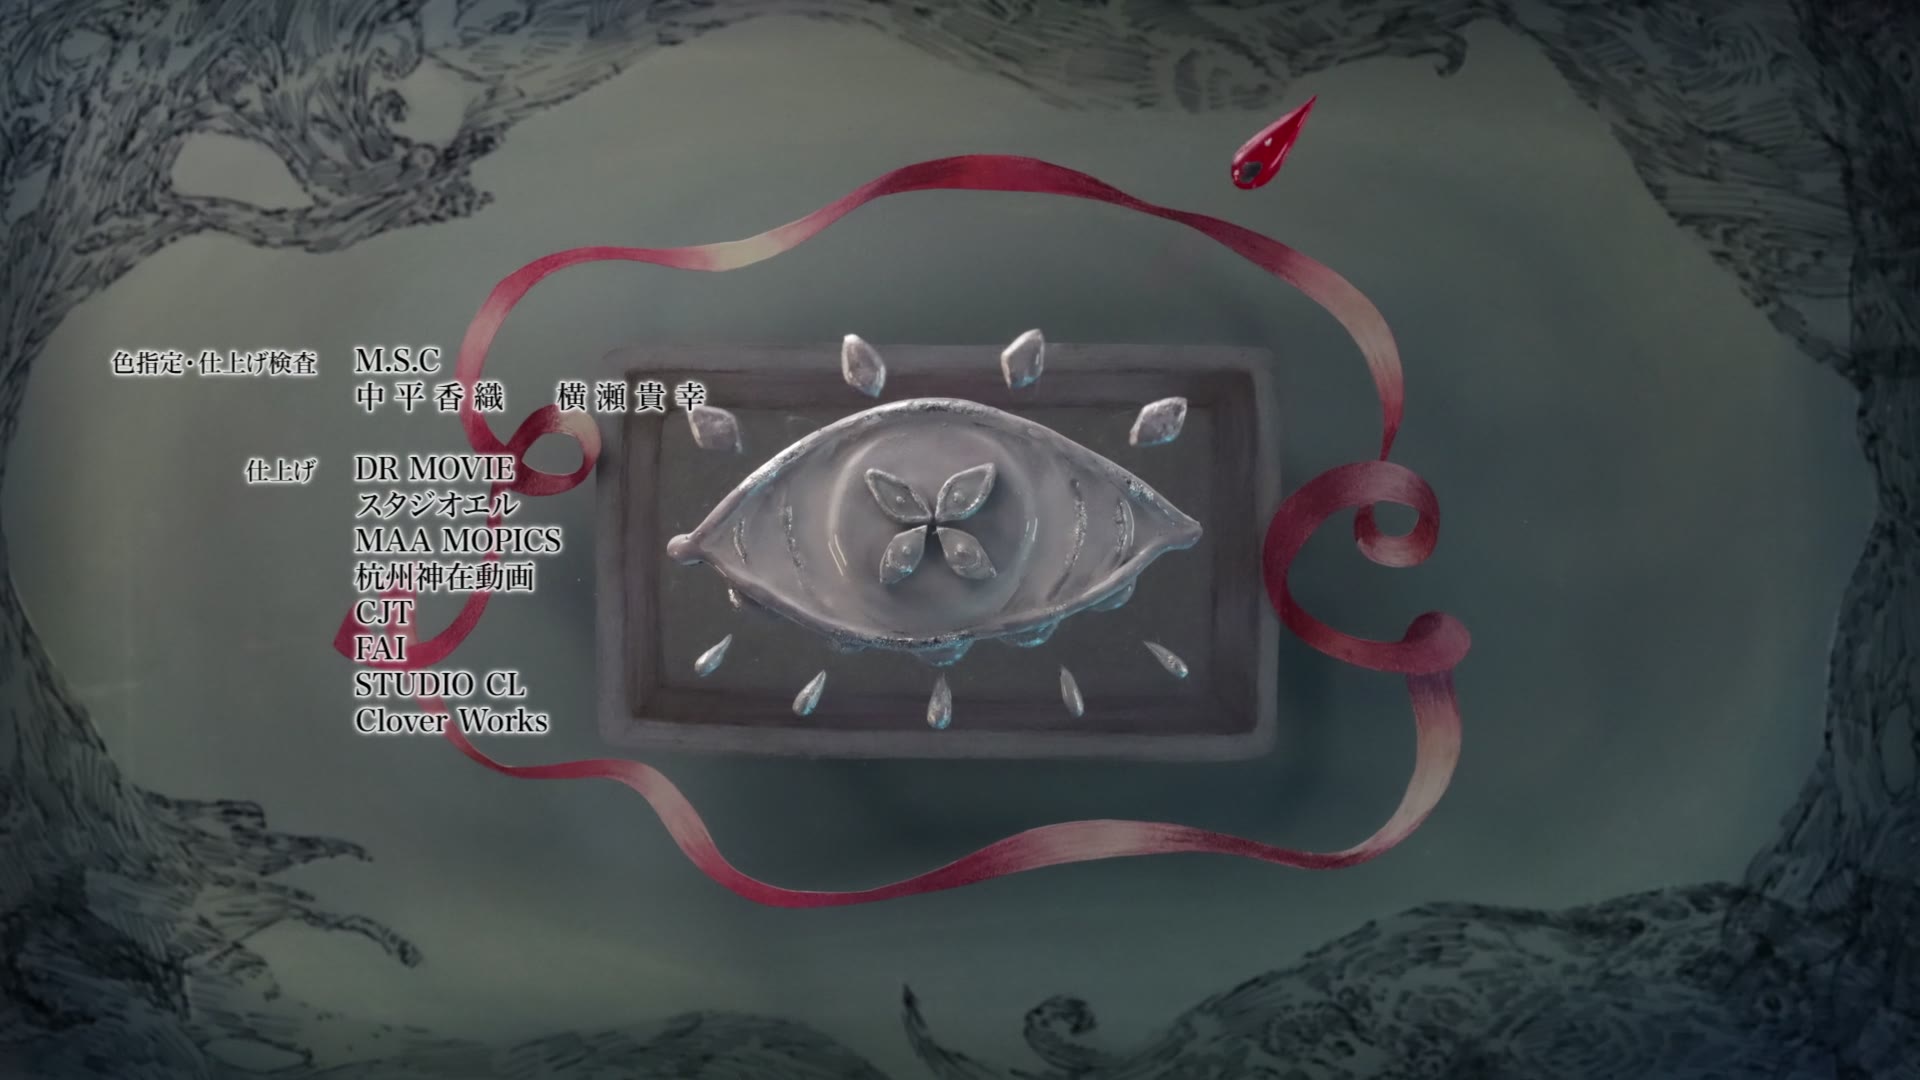 色指定・仕上げ検査 M.S.C
中平香織 横瀬貴幸
仕上げ DR MOVIE
スタジオエル
MAA MOPICS
杭州神在動画
CJT
FAI
STUDIO CL
Clover Works